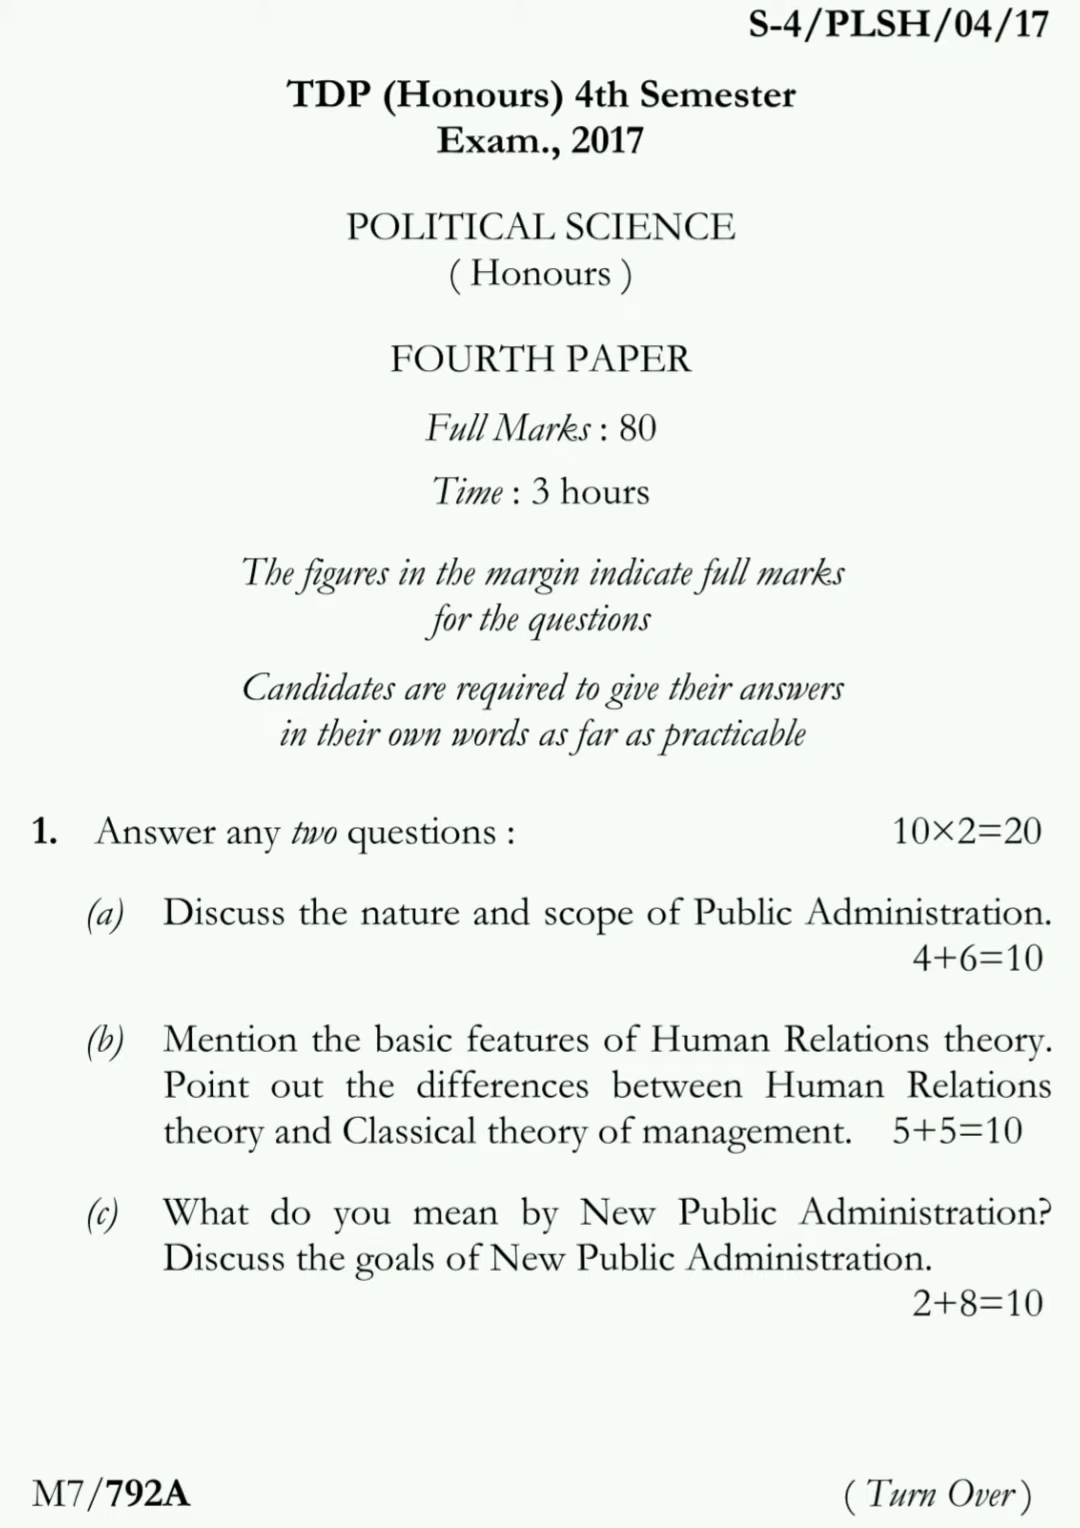 S-4/PLSH/04/17
TDP (Honours) 4th Semester
Exam., 2017
POLITICAL SCIENCE
( Honours )
FOURTH PAPER
Full Marks : 80
Time : 3 hours
The figures in the margin indicate full marks
for the questions
Candidates are required to give their answers
in their own words as far as practicable
1. Answer any two questions : 10×2=20
(a) Discuss the nature and scope of Public Administration.
4+6=10
(b) Mention the basic features of Human Relations theory.
Point out the differences between Human Relations
theory and Classical theory of management. 5+5=10
(c) What do you mean by New Public Administration?
Discuss the goals of New Public Administration.
2+8=10
M7/792A ( Turn Over )